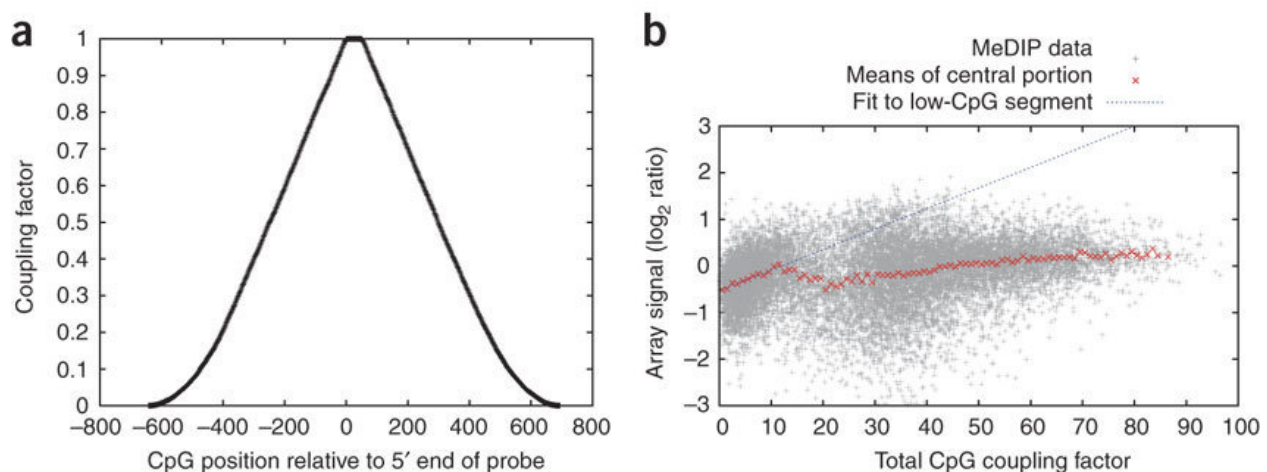 a
1
0.9
0.8
0.7
0.6
0.5
0.4
0.3
0.2
0.1
0
Coupling factor
−800 −600 −400 −200 0 200 400 600 800
CpG position relative to 5′ end of probe
b
MeDIP data
Means of central portion
Fit to low-CpG segment
3
2
1
0
−1
−2
−3
Array signal (log2 ratio)
0 10 20 30 40 50 60 70 80 90 100
Total CpG coupling factor